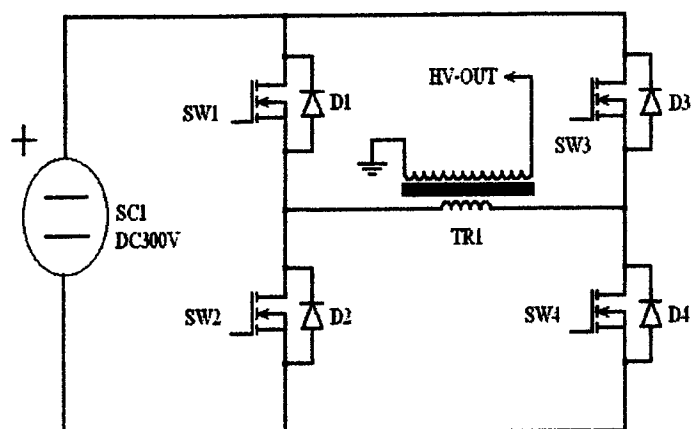 HV-OUT
D1
D3
SW1
SW3
+
SC1
DC300V
TR1
SW2
D2
SW4
D4